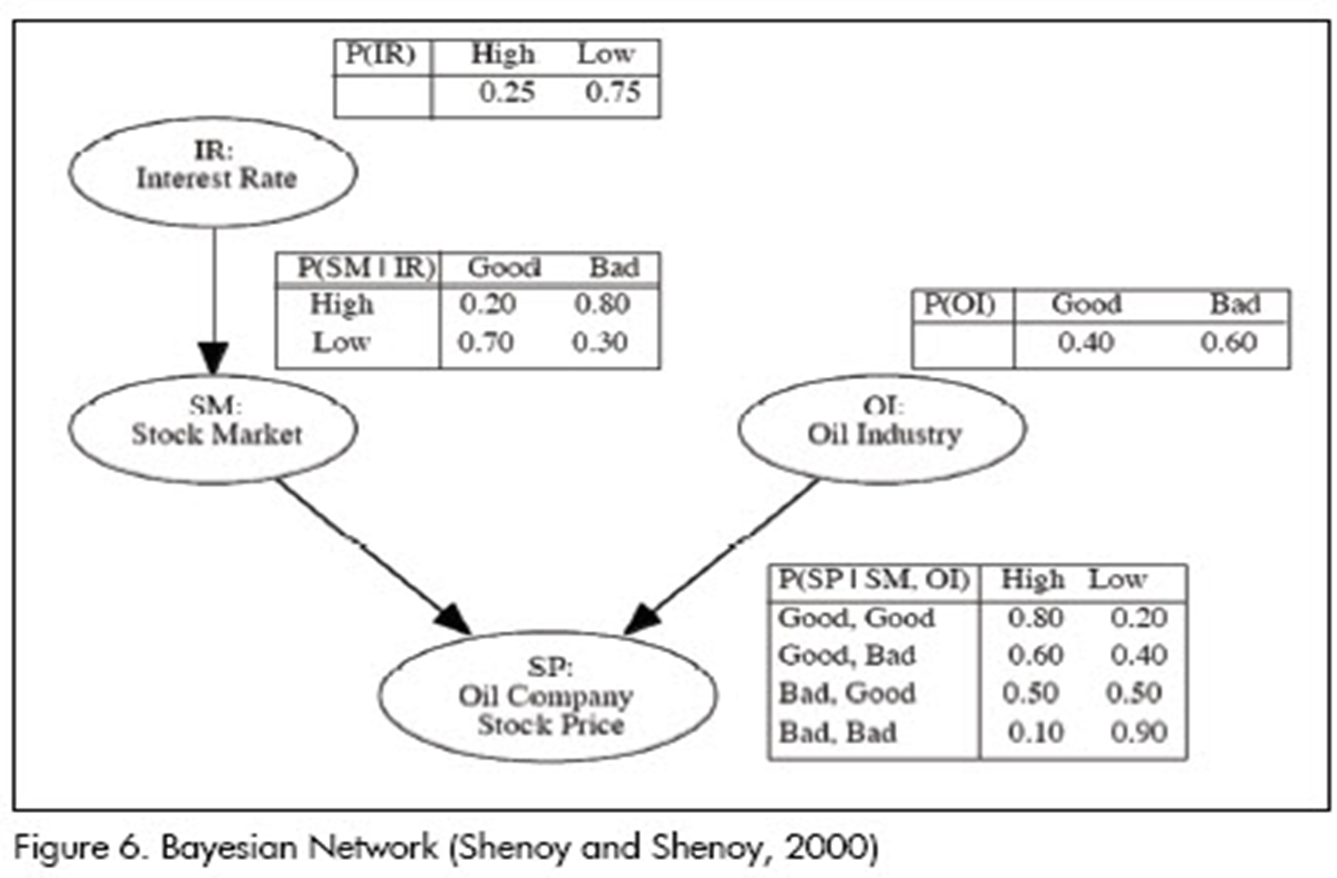 P(IR) High Low
0.25 0.75
IR:
Interest Rate
P(SM | IR) Good Bad
High 0.20 0.80
Low 0.70 0.30
P(OI) Good Bad
0.40 0.60
SM:
Stock Market
OI:
Oil Industry
P(SP | SM, OI) High Low
Good, Good 0.80 0.20
Good, Bad 0.60 0.40
Bad, Good 0.50 0.50
Bad, Bad 0.10 0.90
SP:
Oil Company
Stock Price
Figure 6. Bayesian Network (Shenoy and Shenoy, 2000)